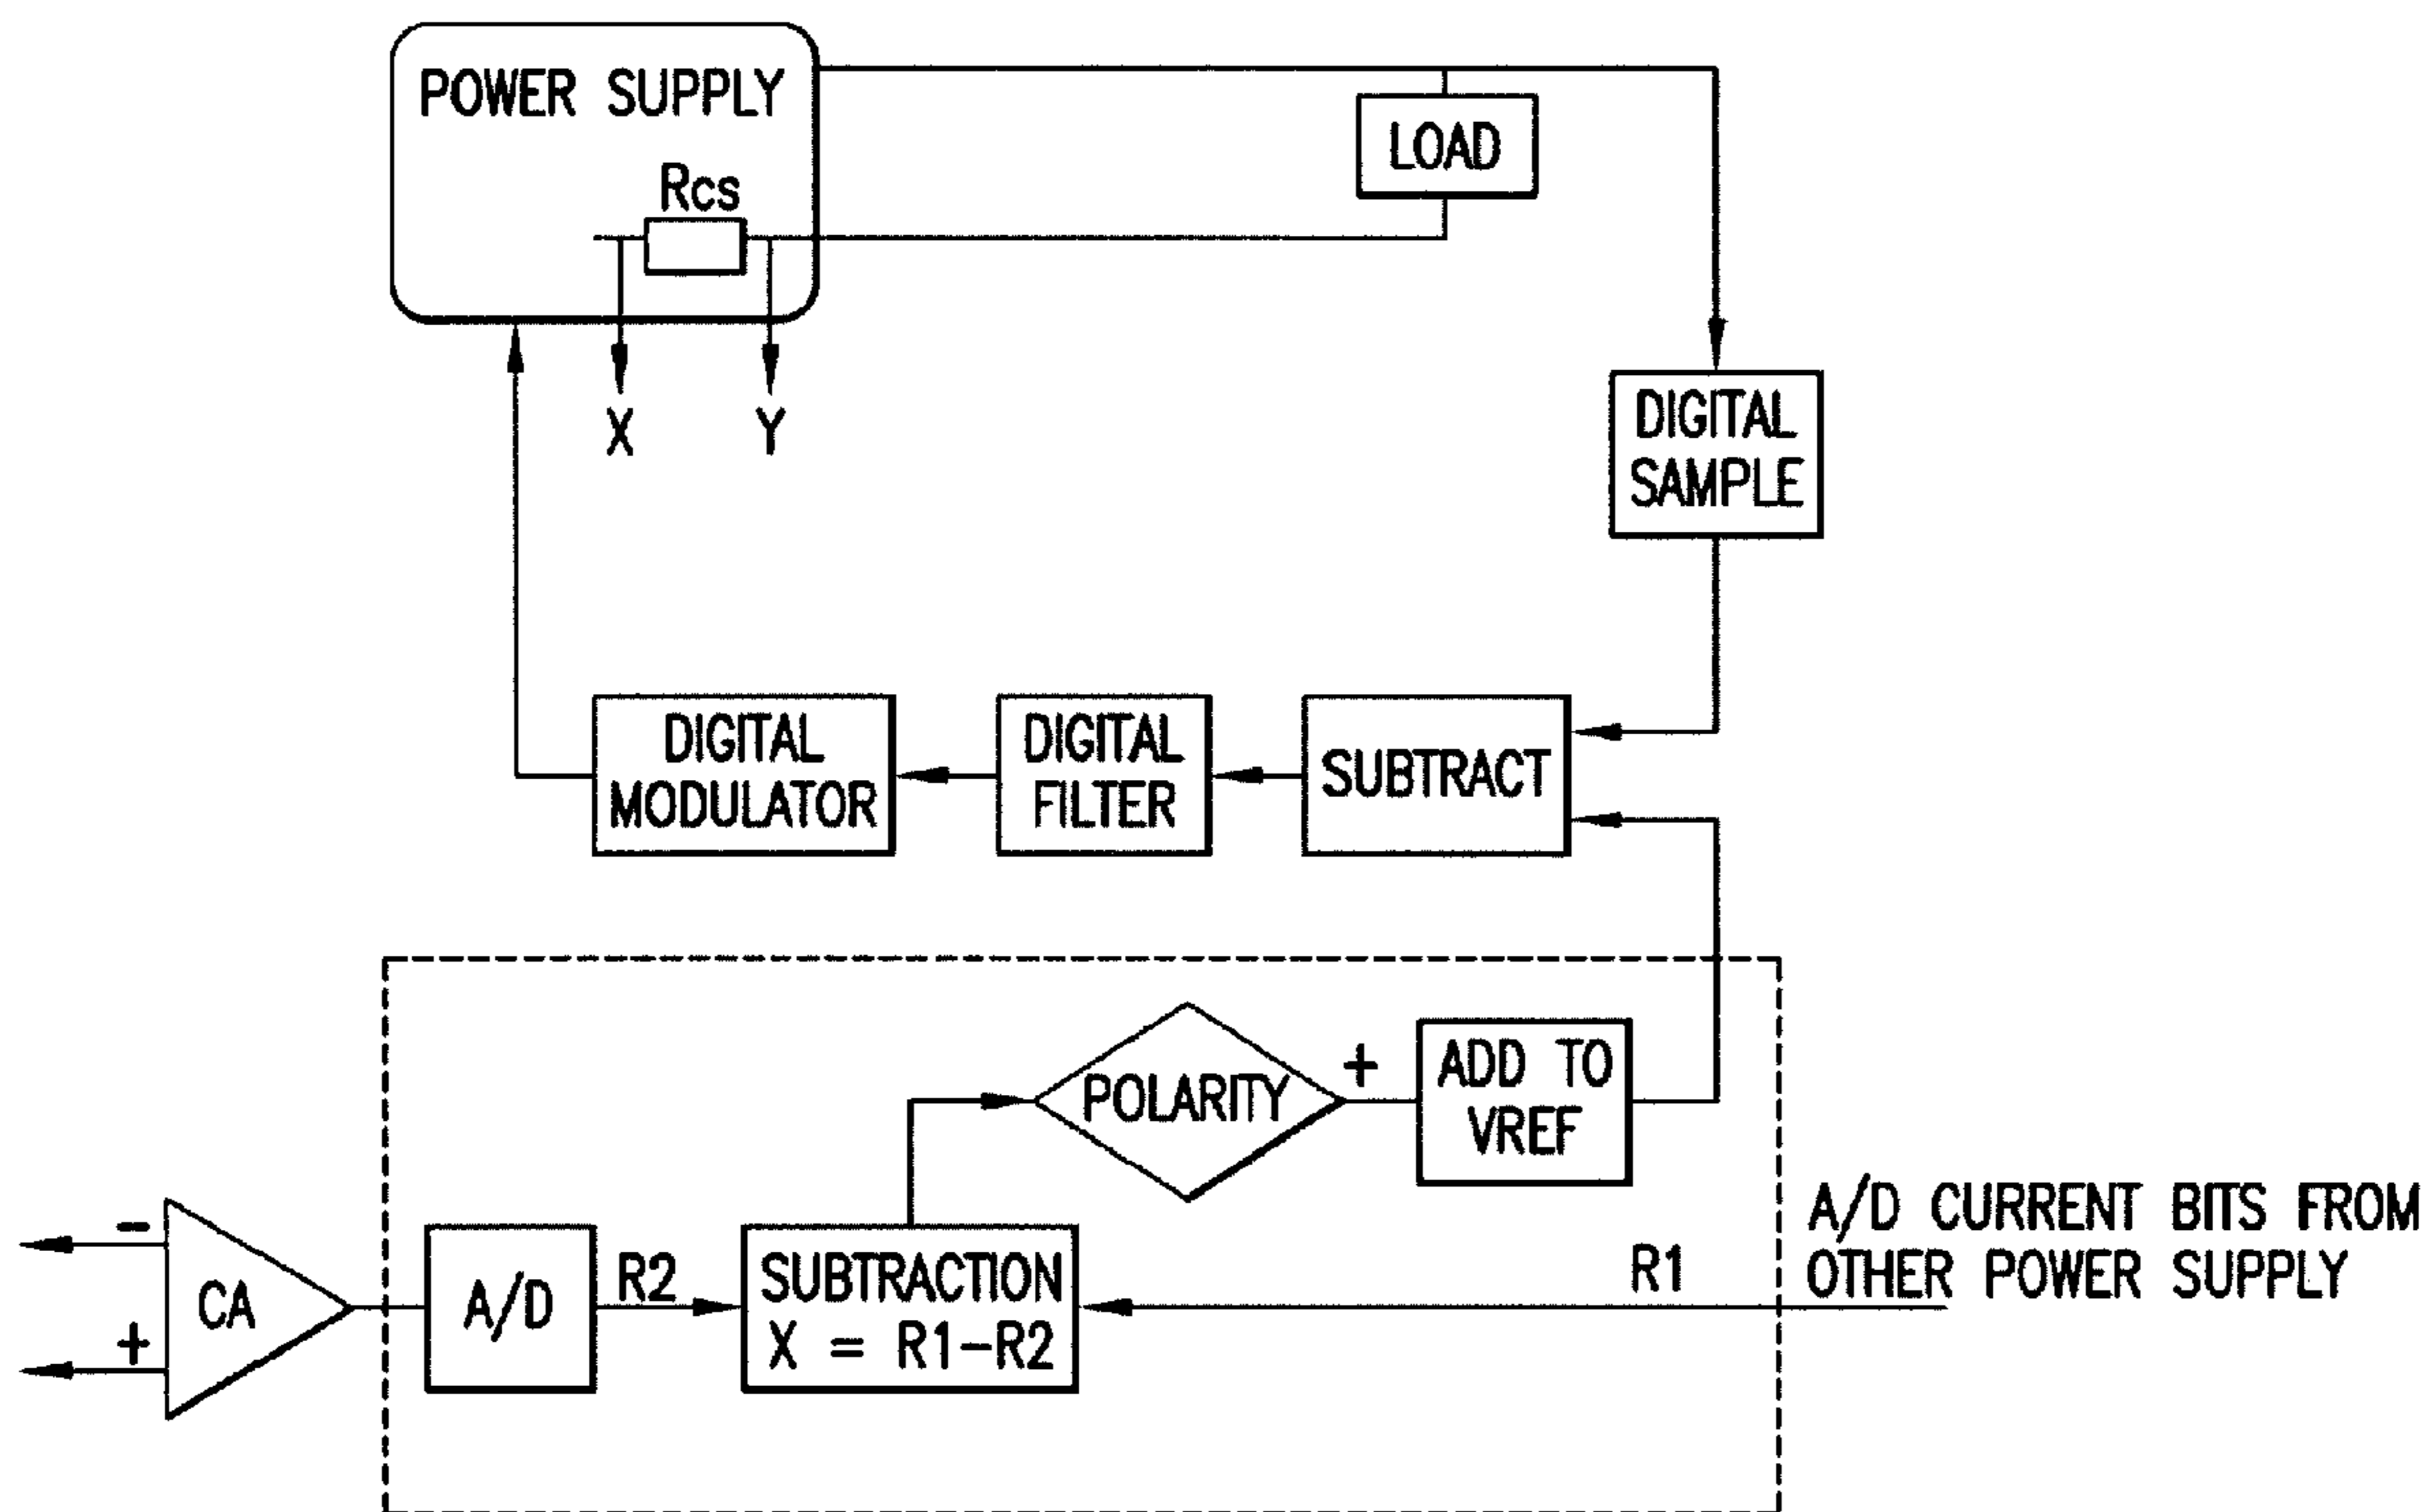 POWER SUPPLY
LOAD
Rcs
X
Y
DIGITAL
SAMPLE
DIGITAL
MODULATOR
DIGITAL
FILTER
SUBTRACT
POLARITY
+
ADD TO
VREF
-
CA
+
A/D
R2
SUBTRACTION
X = R1-R2
R1
A/D CURRENT BITS FROM
OTHER POWER SUPPLY